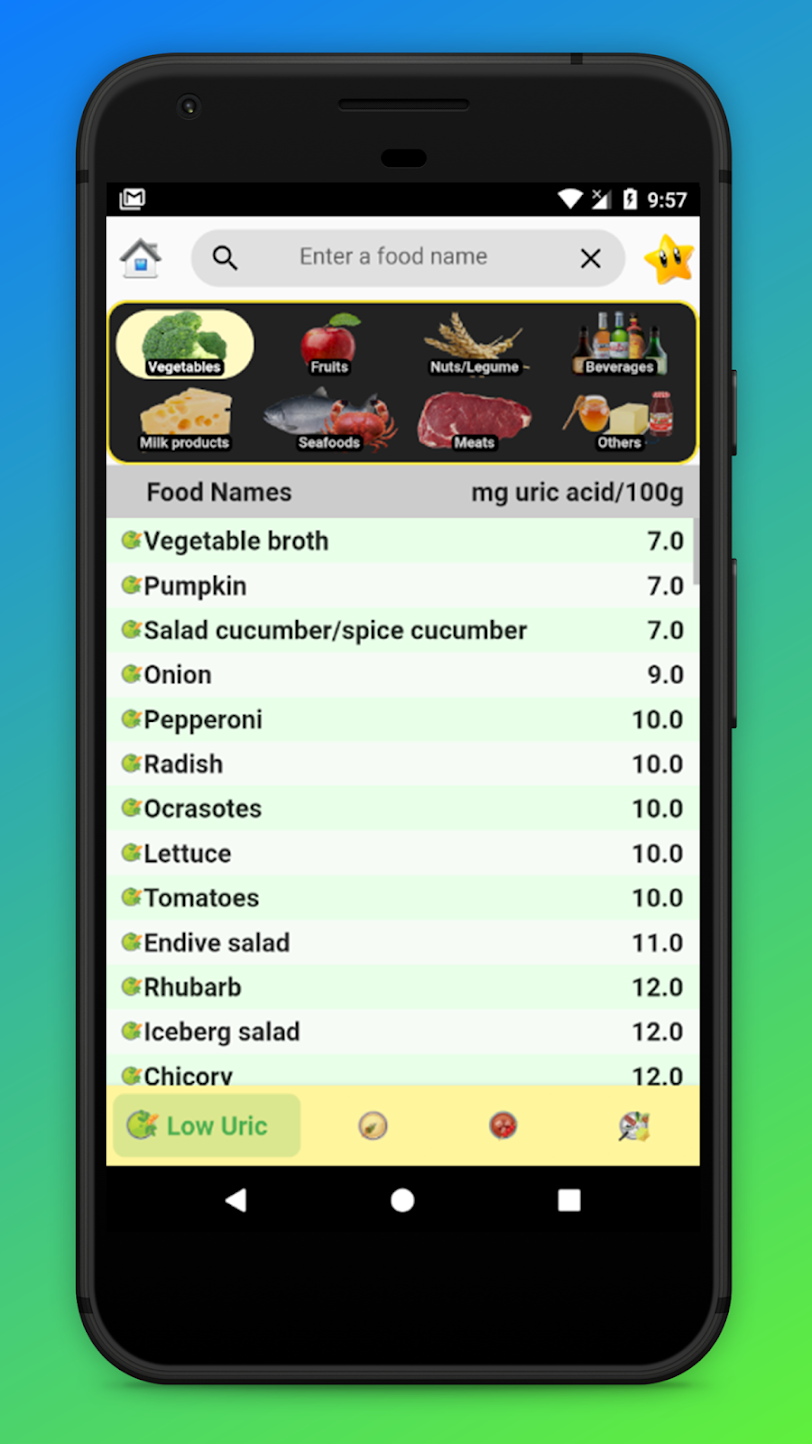 9:57
Enter a food name
Vegetables Fruits Nuts/Legume Beverages
Milk products Seafoods Meats Others
Food Names mg uric acid/100g
Vegetable broth 7.0
Pumpkin 7.0
Salad cucumber/spice cucumber 7.0
Onion 9.0
Pepperoni 10.0
Radish 10.0
Ocrasotes 10.0
Lettuce 10.0
Tomatoes 10.0
Endive salad 11.0
Rhubarb 12.0
Iceberg salad 12.0
Chicory 12.0
Low Uric